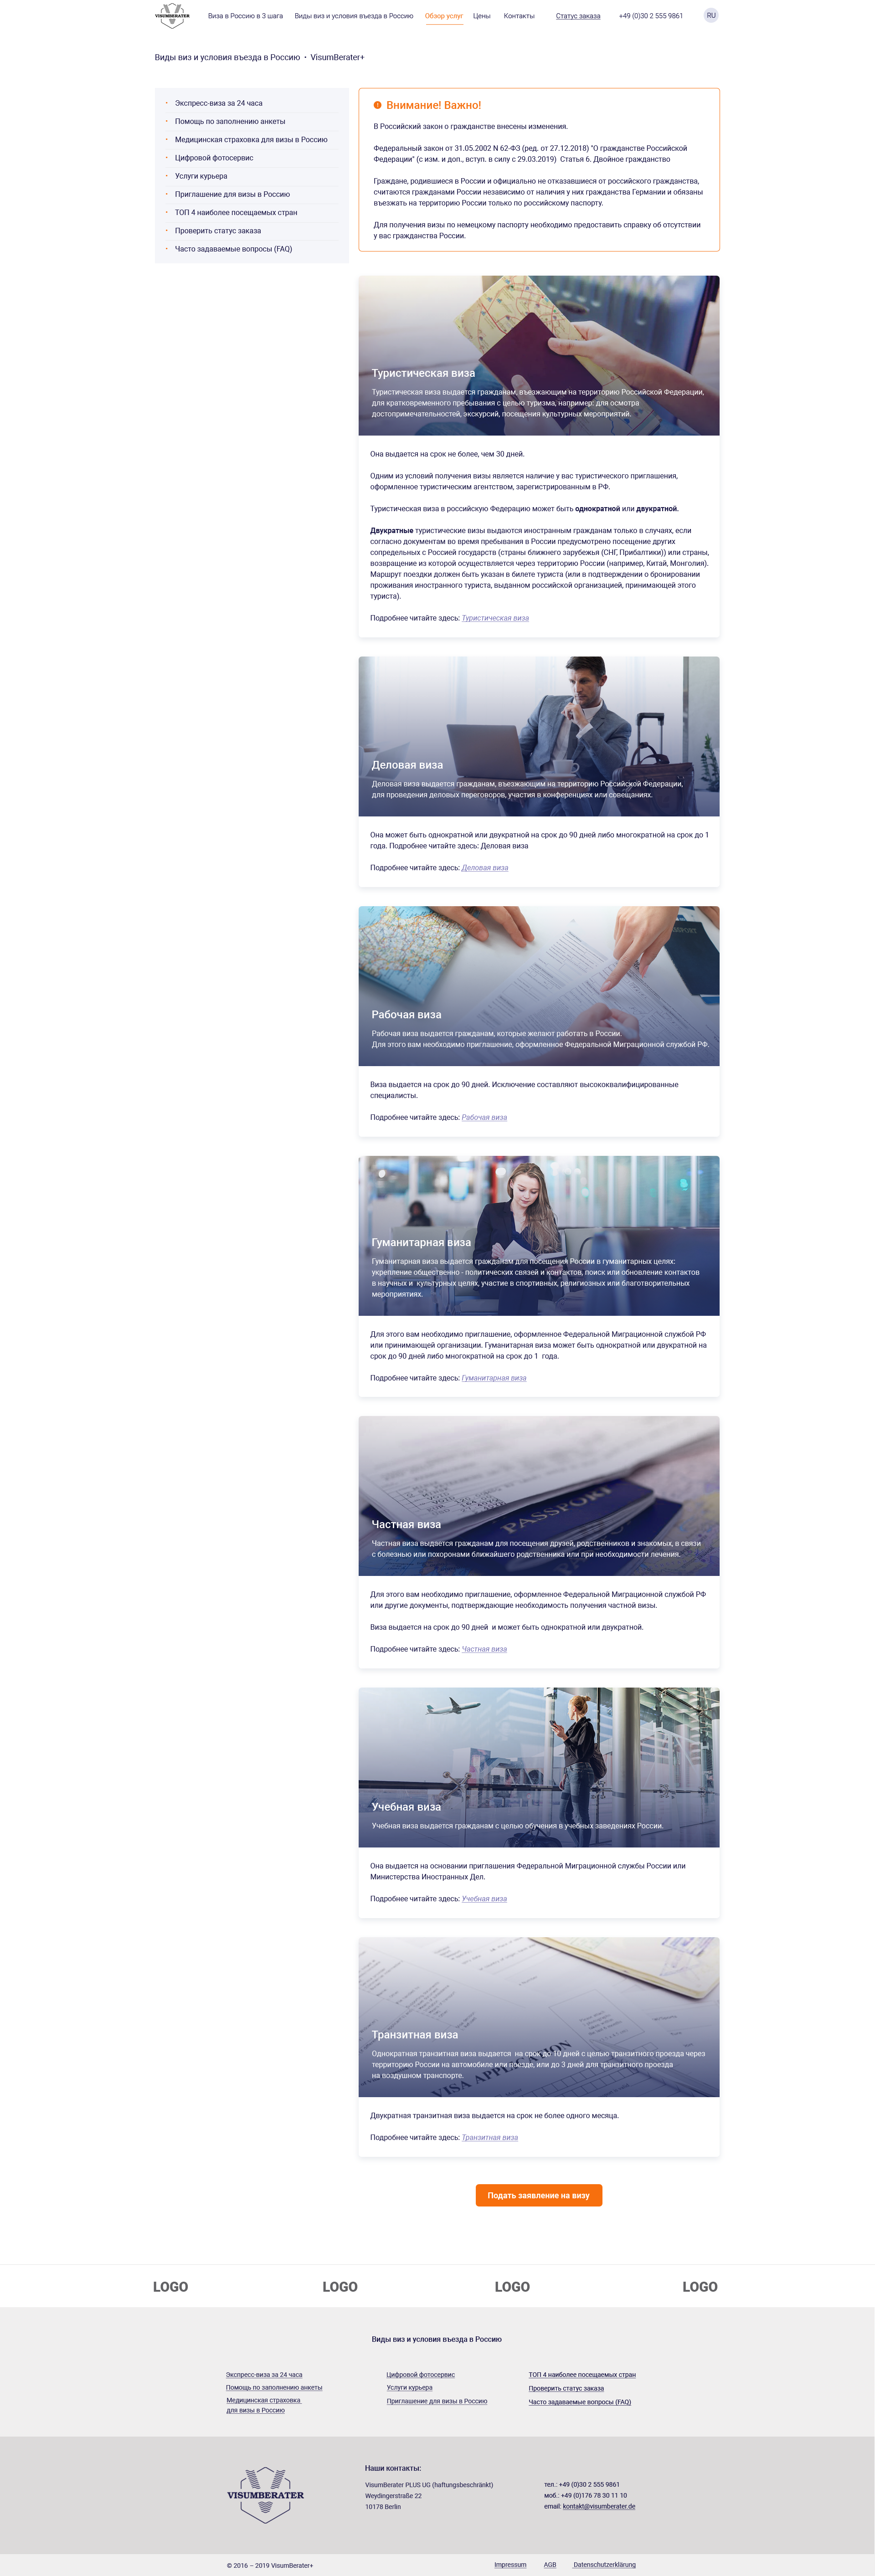 VISUMBERATER
Виза в Россию в 3 шага
Виды виз и условия въезда в Россию
Обзор услуг
Цены
Контакты
Статус заказа
+49 (0)30 2 555 9861
RU
Виды виз и условия въезда в Россию • VisumBerater+
Экспресс-виза за 24 часа
Помощь по заполнению анкеты
Медицинская страховка для визы в Россию
Цифровой фотосервис
Услуги курьера
Приглашение для визы в Россию
ТОП 4 наиболее посещаемых стран
Проверить статус заказа
Часто задаваемые вопросы (FAQ)
Внимание! Важно!
В Российский закон о гражданстве внесены изменения.
Федеральный закон от 31.05.2002 N 62-ФЗ (ред. от 27.12.2018) "О гражданстве Российской
Федерации" (с изм. и доп., вступ. в силу с 29.03.2019) Статья 6. Двойное гражданство
Граждане, родившиеся в России и официально не отказавшиеся от российского гражданства,
считаются гражданами России независимо от наличия у них гражданства Германии и обязаны
въезжать на территорию России только по российскому паспорту.
Для получения визы по немецкому паспорту необходимо предоставить справку об отсутствии
у вас гражданства России.
Туристическая виза
Туристическая виза выдается гражданам, въезжающим на территорию Российской Федерации,
для кратковременного пребывания с целью туризма, например: для осмотра
достопримечательностей, экскурсий, посещения культурных мероприятий.
Она выдается на срок не более, чем 30 дней.
Одним из условий получения визы является наличие у вас туристического приглашения,
оформленное туристическим агентством, зарегистрированным в РФ.
Туристическая виза в российскую Федерацию может быть однократной или двукратной.
Двукратные туристические визы выдаются иностранным гражданам только в случаях, если
согласно документам во время пребывания в России предусмотрено посещение других
сопредельных с Россией государств (страны ближнего зарубежья (СНГ, Прибалтики)) или страны,
возвращение из которой осуществляется через территорию России (например, Китай, Монголия).
Маршрут поездки должен быть указан в билете туриста (или в подтверждении о бронировании
проживания иностранного туриста, выданном российской организацией, принимающей этого
туриста).
Подробнее читайте здесь: Туристическая виза
Деловая виза
Деловая виза выдается гражданам, въезжающим на территорию Российской Федерации,
для проведения деловых переговоров, участия в конференциях или совещаниях.
Она может быть однократной или двукратной на срок до 90 дней либо многократной на срок до 1
года. Подробнее читайте здесь: Деловая виза
Подробнее читайте здесь: Деловая виза
Рабочая виза
Рабочая виза выдается гражданам, которые желают работать в России.
Для этого вам необходимо приглашение, оформленное Федеральной Миграционной службой РФ.
Виза выдается на срок до 90 дней. Исключение составляют высококвалифицированные
специалисты.
Подробнее читайте здесь: Рабочая виза
Гуманитарная виза
Гуманитарная виза выдается гражданам для посещения России в гуманитарных целях:
укрепление общественно - политических связей и контактов, поиск или обновление контактов
в научных и культурных целях, участие в спортивных, религиозных или благотворительных
мероприятиях.
Для этого вам необходимо приглашение, оформленное Федеральной Миграционной службой РФ
или принимающей организации. Гуманитарная виза может быть однократной или двукратной на
срок до 90 дней либо многократной на срок до 1 года.
Подробнее читайте здесь: Гуманитарная виза
PASSPORT
Частная виза
Частная виза выдается гражданам для посещения друзей, родственников и знакомых, в связи
с болезнью или похоронами ближайшего родственника или при необходимости лечения.
Для этого вам необходимо приглашение, оформленное Федеральной Миграционной службой РФ
или другие документы, подтверждающие необходимость получения частной визы.
Виза выдается на срок до 90 дней и может быть однократной или двукратной.
Подробнее читайте здесь: Частная виза
Учебная виза
Учебная виза выдается гражданам с целью обучения в учебных заведениях России.
Она выдается на основании приглашения Федеральной Миграционной службы России или
Министерства Иностранных Дел.
Подробнее читайте здесь: Учебная виза
Транзитная виза
Однократная транзитная виза выдается на срок до 10 дней с целью транзитного проезда через
территорию России на автомобиле или поезде, или до 3 дней для транзитного проезда
на воздушном транспорте.
VISA APPLICATION
Двукратная транзитная виза выдается на срок не более одного месяца.
Подробнее читайте здесь: Транзитная виза
Подать заявление на визу
LOGO
LOGO
LOGO
LOGO
Виды виз и условия въезда в Россию
Экспресс-виза за 24 часа
Помощь по заполнению анкеты
Медицинская страховка
для визы в Россию
Цифровой фотосервис
Услуги курьера
Приглашение для визы в Россию
ТОП 4 наиболее посещаемых стран
Проверить статус заказа
Часто задаваемые вопросы (FAQ)
VISUMBERATER
Наши контакты:
VisumBerater PLUS UG (haftungsbeschränkt)
Weydingerstraße 22
10178 Berlin
тел.: +49 (0)30 2 555 9861
моб.: +49 (0)176 78 30 11 10
email: kontakt@visumberater.de
© 2016 – 2019 VisumBerater+
Impressum
AGB
Datenschutzerklärung